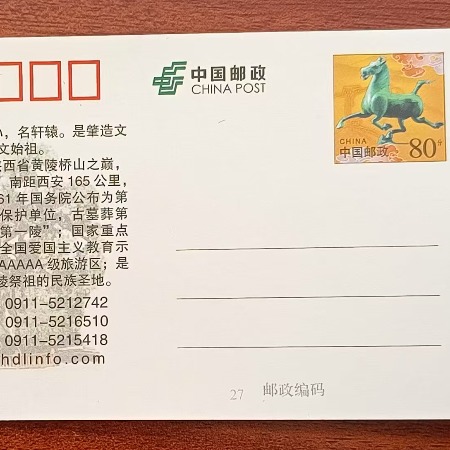 中国邮政
CHINA POST
CHINA
中国邮政 80分
，名轩辕。是肇造文
文始祖。
西省黄陵桥山之巅，
南距西安 165 公里，
61 年国务院公布为第
保护单位，古墓葬第
第一陵”；国家重点
全国爱国主义教育示
AAAAA 级旅游区；是
陵祭祖的民族圣地。
0911-5212742
0911-5216510
0911-5215418
hdlinfo.com
27 邮政编码